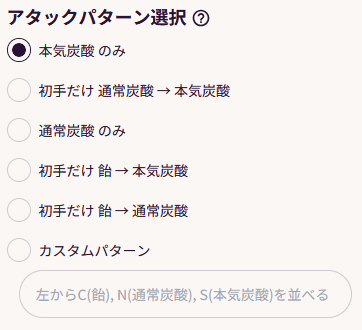 アタックパターン選択 ?
本気炭酸 のみ
初手だけ 通常炭酸 → 本気炭酸
通常炭酸 のみ
初手だけ 飴 → 本気炭酸
初手だけ 飴 → 通常炭酸
カスタムパターン
左からC(飴), N(通常炭酸), S(本気炭酸)を並べる